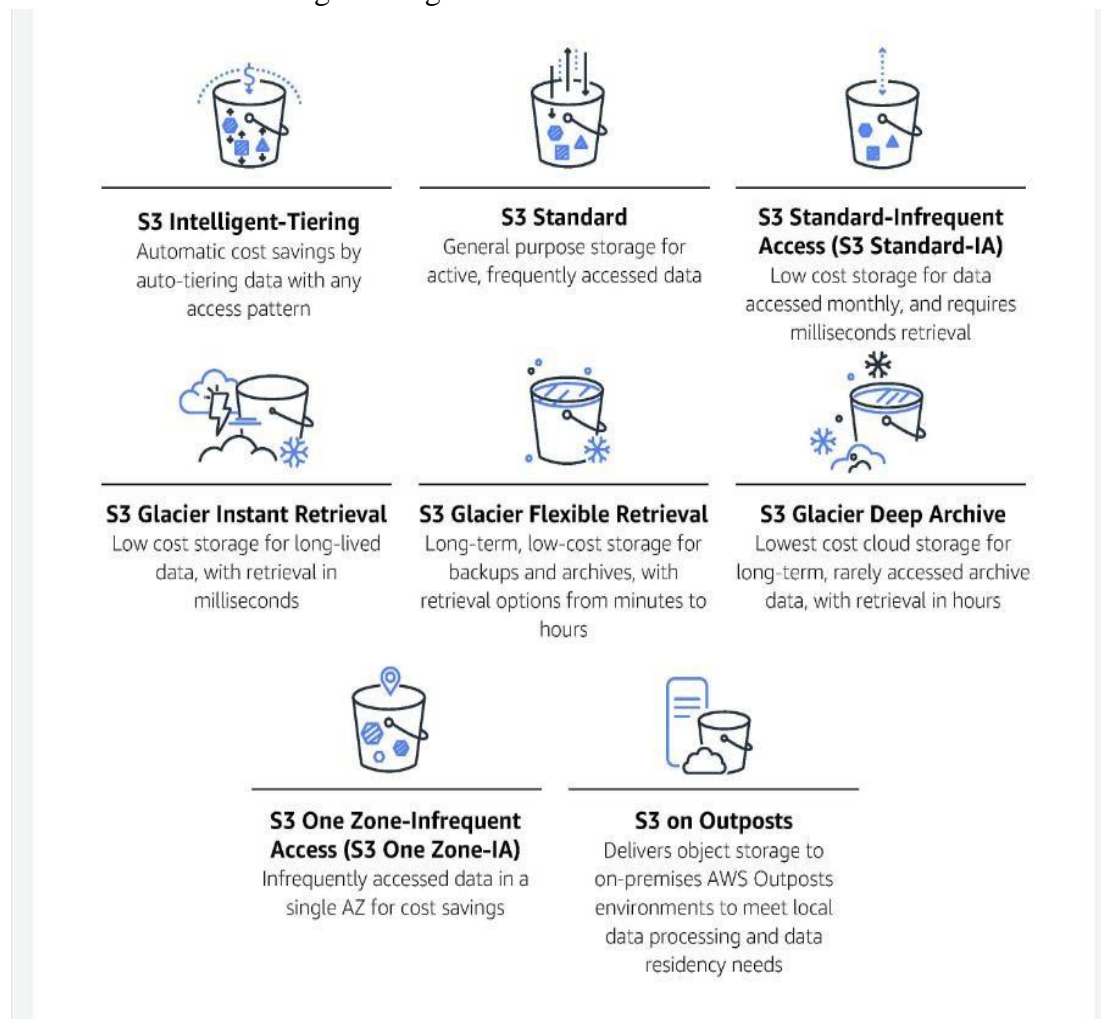 S3 Intelligent-Tiering
Automatic cost savings by
auto-tiering data with any
access pattern
S3 Standard
General purpose storage for
active, frequently accessed data
S3 Standard-Infrequent
Access (S3 Standard-IA)
Low cost storage for data
accessed monthly, and requires
milliseconds retrieval
S3 Glacier Instant Retrieval
Low cost storage for long-lived
data, with retrieval in
milliseconds
S3 Glacier Flexible Retrieval
Long-term, low-cost storage for
backups and archives, with
retrieval options from minutes to
hours
S3 Glacier Deep Archive
Lowest cost cloud storage for
long-term, rarely accessed archive
data, with retrieval in hours
S3 One Zone-Infrequent
Access (S3 One Zone-IA)
Infrequently accessed data in a
single AZ for cost savings
S3 on Outposts
Delivers object storage to
on-premises AWS Outposts
environments to meet local
data processing and data
residency needs